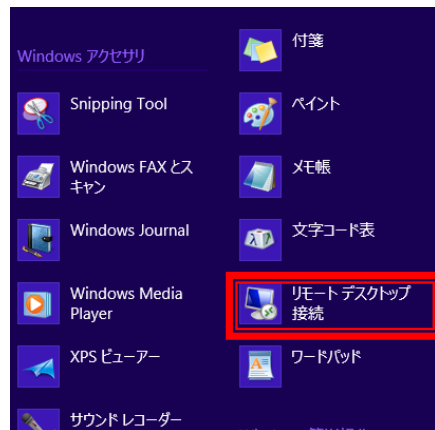 Windows アクセサリ
Snipping Tool
Windows FAX とス
キャン
Windows Journal
Windows Media
Player
XPS ビューアー
サウンド レコーダー
付箋
ペイント
メモ帳
文字コード表
リモート デスクトップ
接続
ワードパッド